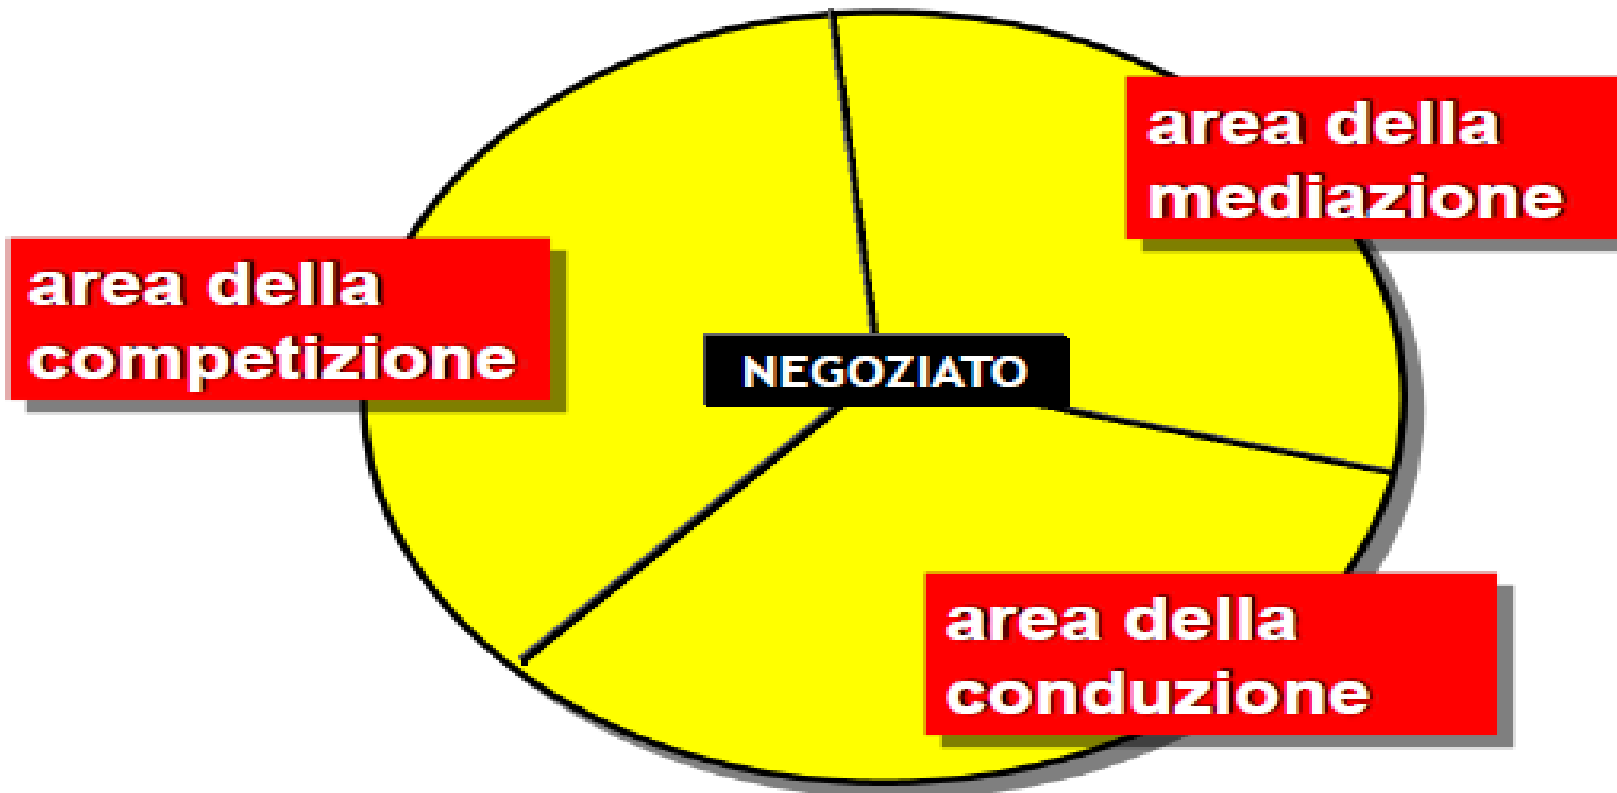 area della
mediazione
area della
competizione
NEGOZIATO
area della
conduzione